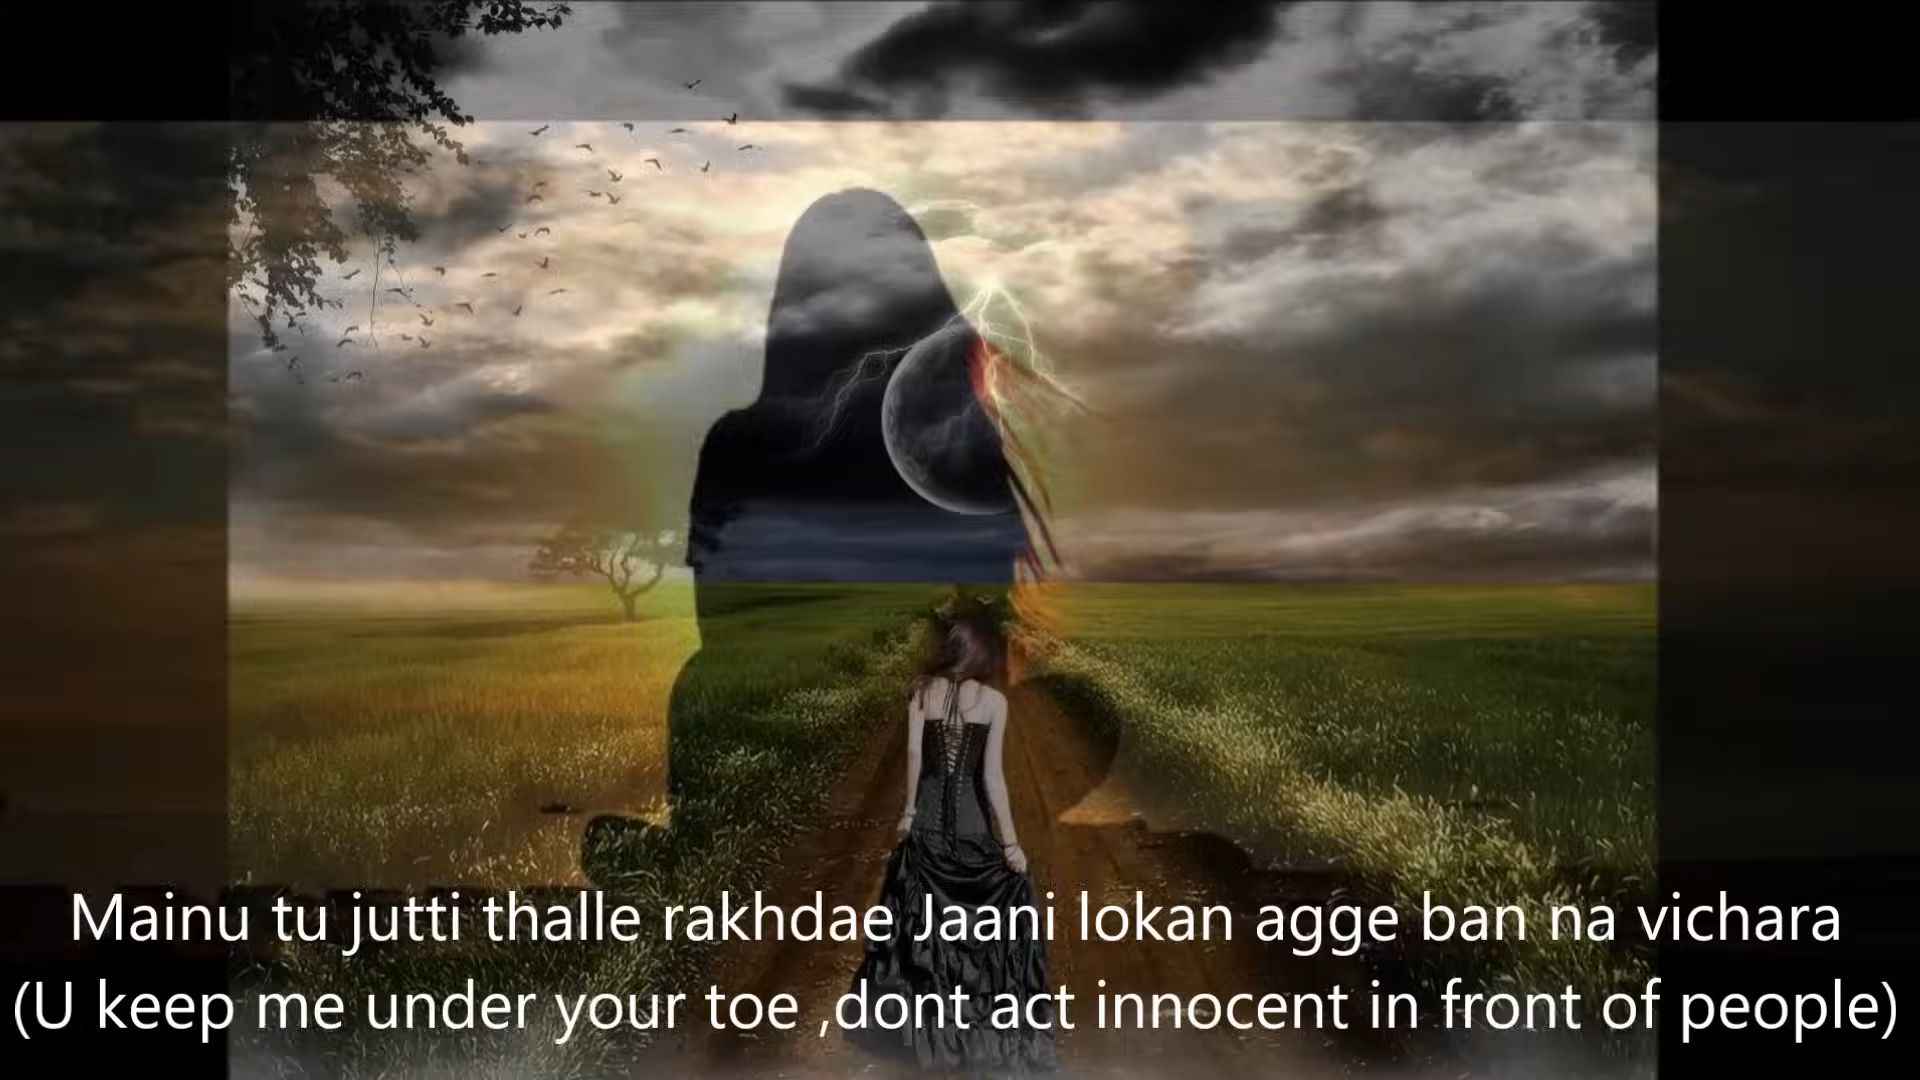 Mainu tu jutti thalle rakhdae Jaani lokan agge ban na vichara
(U keep me under your toe ,dont act innocent in front of people)